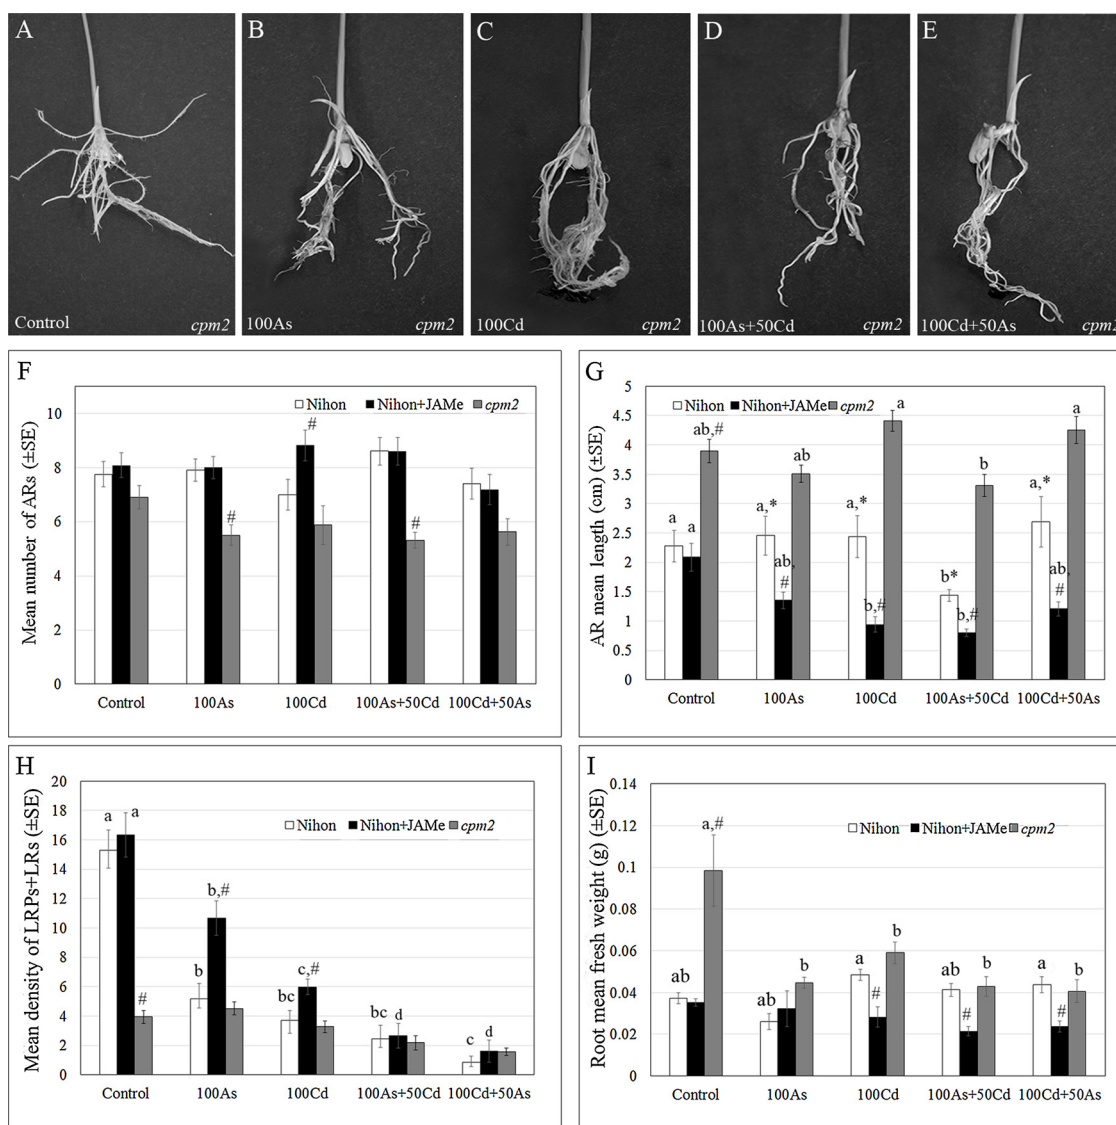 A
Control
cpm2
B
100As
cpm2
C
100Cd
cpm2
D
100As+50Cd
cpm2
E
100Cd+50As
cpm2
F
Mean number of ARs (±SE)
Nihon Nihon+JAMe cpm2
10
8
6
4
2
0
#
#
#
Control 100As 100Cd 100As+50Cd 100Cd+50As
G
AR mean length (cm) (±SE)
Nihon Nihon+JAMe cpm2
5
4.5
4
3.5
3
2.5
2
1.5
1
0.5
0
a a ab,#
a,* ab, # ab
a,* b,# a
b* b,# b
a,* ab, # a
Control 100As 100Cd 100As+50Cd 100Cd+50As
H
Mean density of LRPs+LRs (±SE)
Nihon Nihon+JAMe cpm2
20
18
16
14
12
10
8
6
4
2
0
a a #
b b,#
bc c,#
bc d
c d
Control 100As 100Cd 100As+50Cd 100Cd+50As
I
Root mean fresh weight (g) (±SE)
Nihon Nihon+JAMe cpm2
0.14
0.12
0.1
0.08
0.06
0.04
0.02
0
ab a,#
ab b
a # b
ab # b
a # b
Control 100As 100Cd 100As+50Cd 100Cd+50As